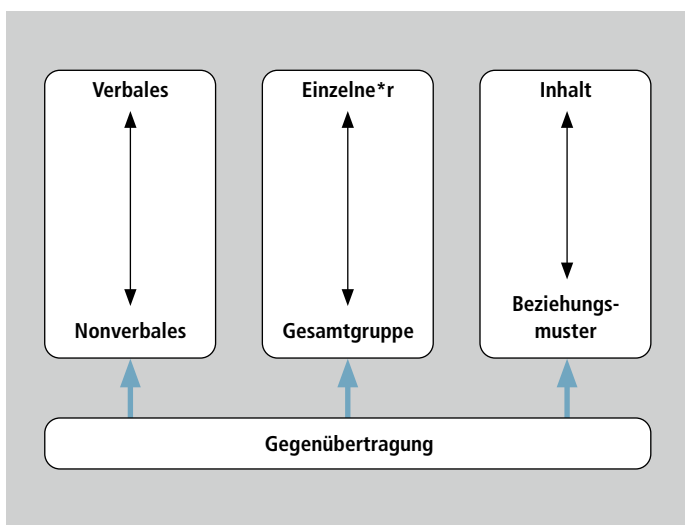 Verbales
Einzelne*r
Inhalt
Nonverbales
Gesamtgruppe
Beziehungs-
muster
Gegenübertragung